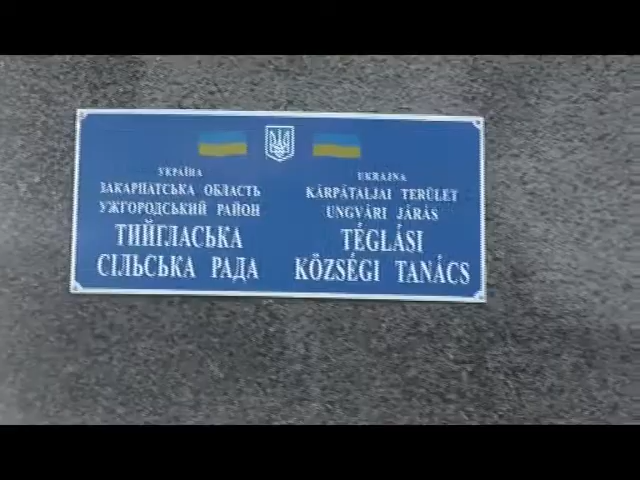 УКРАЇНА
ЗАКАРПАТСЬКА ОБЛАСТЬ
УЖГОРОДСЬКИЙ РАЙОН
ТИЙГЛАСЬКА
СІЛЬСЬКА РАДА
UKRAJNA
KÁRPÁTALJAI TERÜLET
UNGVÁRI JÁRÁS
TÉGLÁSI
KÖZSÉGI TANÁCS